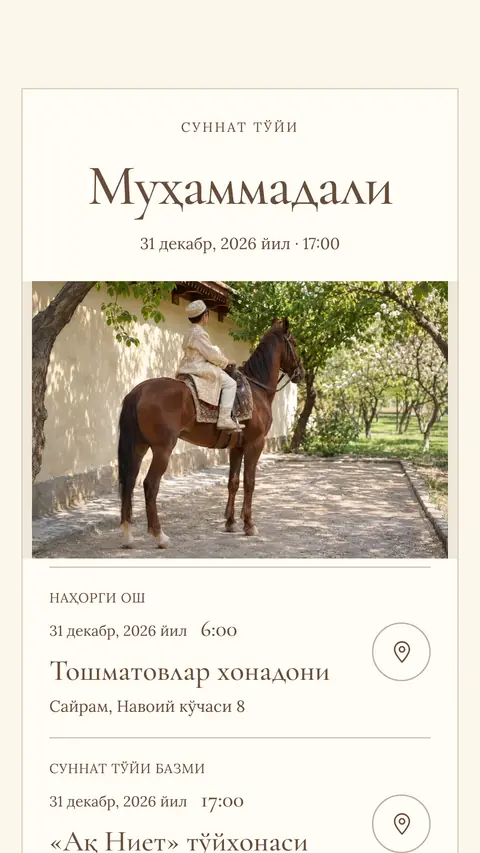 СУННАТ ТЎЙИ
Муҳаммадали
31 декабр, 2026 йил · 17:00
НАҲОРГИ ОШ
31 декабр, 2026 йил 6:00
Тошматовлар хонадони
Сайрам, Навоий кўчаси 8
СУННАТ ТЎЙИ БАЗМИ
31 декабр, 2026 йил 17:00
«Ақ Ниет» тўйхонаси